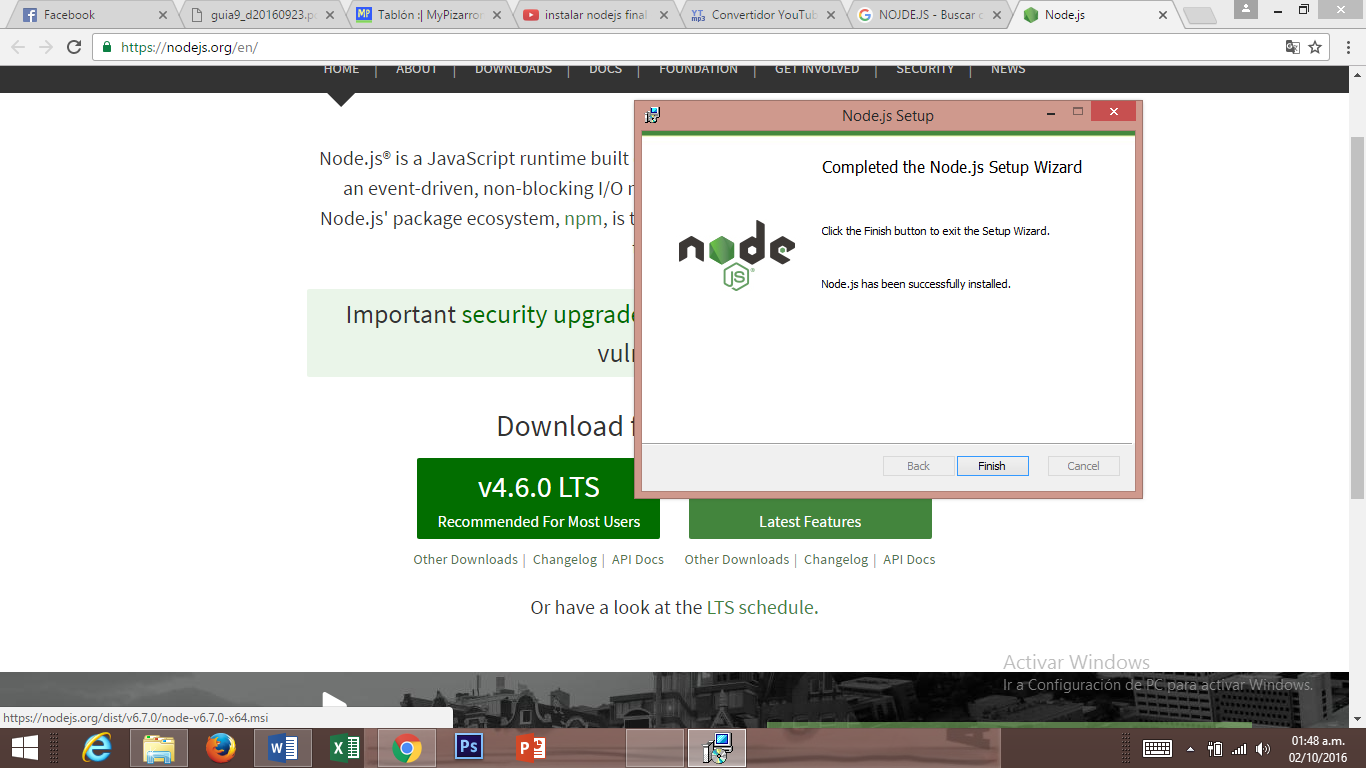 Facebook
guia9_d20160923.p
Tablón :| MyPizarror
instalar nodejs final
Convertidor YouTub
NOJDE.JS - Buscar c
Node.js
https://nodejs.org/en/
HOME | ABOUT | DOWNLOADS | DOCS | FOUNDATION | GET INVOLVED | SECURITY | NEWS
Node.js® is a JavaScript runtime built
an event-driven, non-blocking I/O
Node.js' package ecosystem, npm, is t
Important security upgrade
vuln
Download f
v4.6.0 LTS
Recommended For Most Users
Latest Features
Other Downloads | Changelog | API Docs
Other Downloads | Changelog | API Docs
Or have a look at the LTS schedule.
Node.js Setup
Completed the Node.js Setup Wizard
Click the Finish button to exit the Setup Wizard.
node
JS
Node.js has been successfully installed.
Back
Finish
Cancel
Activar Windows
Ir a Configuración de PC para activar Windows.
https://nodejs.org/dist/v6.7.0/node-v6.7.0-x64.msi
Ps
01:48 a.m.
02/10/2016